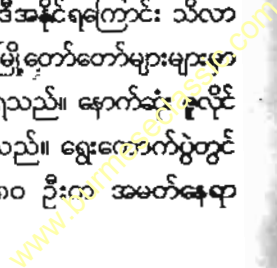 ဒီအနိုင်ရကြောင်း သိလာ
မြို့တော်တော်များများမှာ
ရသည်။ နောက်ဆုံး
သည်။ ရွေးကောက်ပွဲတွင်
၈၀ ဦးက အမတ်နေရာ
www.burmeseclassic.com